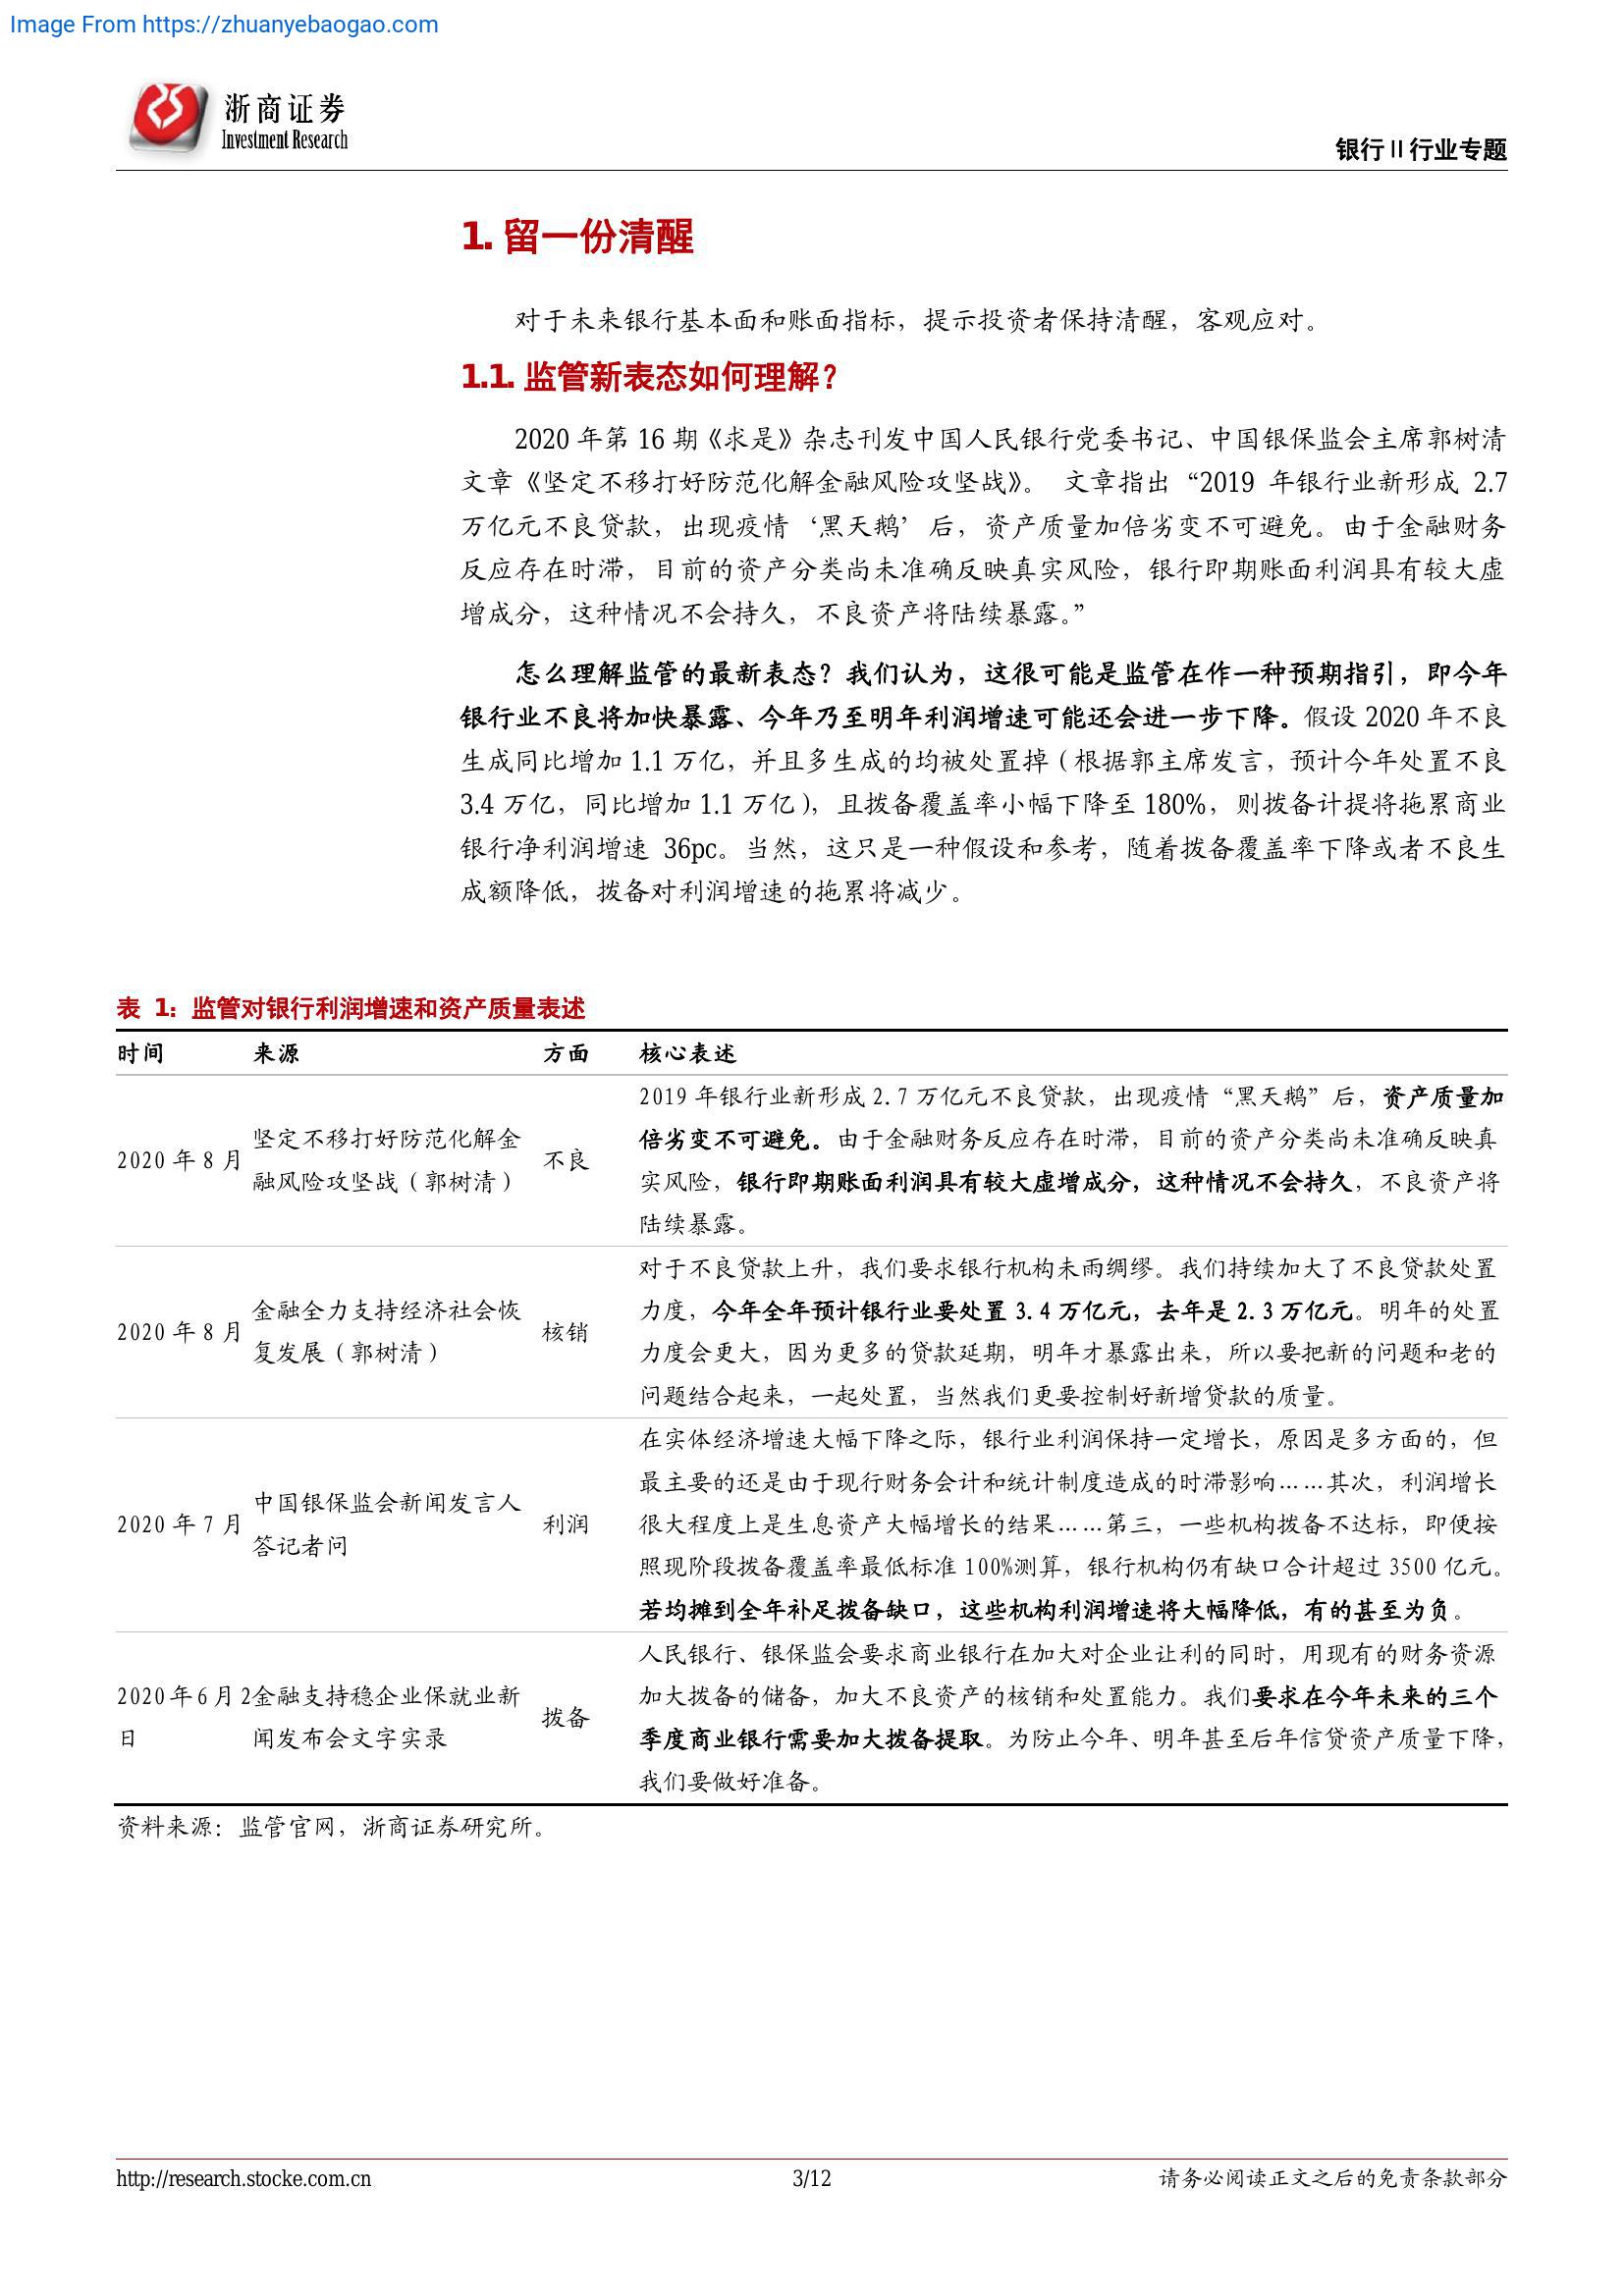 Image From https://zhuanyebaogao.com
浙商证券
Investment Research
银行Ⅱ行业专题
1. 留一份清醒
对于未来银行基本面和账面指标，提示投资者保持清醒，客观应对。
1.1. 监管新表态如何理解？
2020 年第 16 期《求是》杂志刊发中国人民银行党委书记、中国银保监会主席郭树清
文章《坚定不移打好防范化解金融风险攻坚战》。 文章指出“2019 年银行业新形成 2.7
万亿元不良贷款，出现疫情‘黑天鹅’后，资产质量加倍劣变不可避免。由于金融财务
反应存在时滞，目前的资产分类尚未准确反映真实风险，银行即期账面利润具有较大虚
增成分，这种情况不会持久，不良资产将陆续暴露。”
怎么理解监管的最新表态？我们认为，这很可能是监管在作一种预期指引，即今年
银行业不良将加快暴露、今年乃至明年利润增速可能还会进一步下降。假设 2020 年不良
生成同比增加 1.1 万亿，并且多生成的均被处置掉（根据郭主席发言，预计今年处置不良
3.4 万亿，同比增加 1.1 万亿），且拨备覆盖率小幅下降至 180%，则拨备计提将拖累商业
银行净利润增速 36pc。当然，这只是一种假设和参考，随着拨备覆盖率下降或者不良生
成额降低，拨备对利润增速的拖累将减少。
表 1：监管对银行利润增速和资产质量表述
时间 来源 方面 核心表述
2019 年银行业新形成 2.7 万亿元不良贷款，出现疫情“黑天鹅”后，资产质量加
倍劣变不可避免。由于金融财务反应存在时滞，目前的资产分类尚未准确反映真
实风险，银行即期账面利润具有较大虚增成分，这种情况不会持久，不良资产将
陆续暴露。
2020 年 8 月
坚定不移打好防范化解金
融风险攻坚战（郭树清）
不良
对于不良贷款上升，我们要求银行机构未雨绸缪。我们持续加大了不良贷款处置
力度，今年全年预计银行业要处置 3.4 万亿元，去年是 2.3 万亿元。明年的处置
力度会更大，因为更多的贷款延期，明年才暴露出来，所以要把新的问题和老的
问题结合起来，一起处置，当然我们更要控制好新增贷款的质量。
2020 年 8 月
金融全力支持经济社会恢
复发展（郭树清）
核销
在实体经济增速大幅下降之际，银行业利润保持一定增长，原因是多方面的，但
最主要的还是由于现行财务会计和统计制度造成的时滞影响……其次，利润增长
很大程度上是生息资产大幅增长的结果……第三，一些机构拨备不达标，即便按
照现阶段拨备覆盖率最低标准 100%测算，银行机构仍有缺口合计超过 3500 亿元。
若均摊到全年补足拨备缺口，这些机构利润增速将大幅降低，有的甚至为负。
2020 年 7 月
中国银保监会新闻发言人
答记者问
利润
人民银行、银保监会要求商业银行在加大对企业让利的同时，用现有的财务资源
加大拨备的储备，加大不良资产的核销和处置能力。我们要求在今年未来的三个
季度商业银行需要加大拨备提取。为防止今年、明年甚至后年信贷资产质量下降，
我们要做好准备。
2020 年 6 月 2
日
金融支持稳企业保就业新
闻发布会文字实录
拨备
资料来源：监管官网，浙商证券研究所。
http://research.stocke.com.cn 3/12 请务必阅读正文之后的免责条款部分